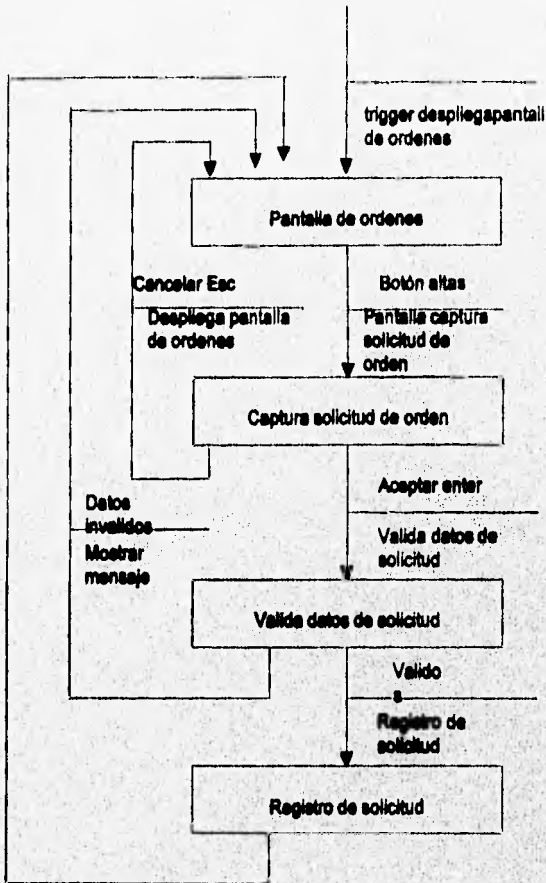 trigger despliegapantall
de ordenes
Pantalla de ordenes
Cancelar Esc
Despliega pantalla
de ordenes
Botón altas
Pantalla captura
solicitud de
orden
Captura solicitud de orden
Aceptar enter
Valida datos de
solicitud
Datos
invalidos
Mostrar
mensaje
Valida datos de solicitud
Valido
s
Registro de
solicitud
Registro de solicitud